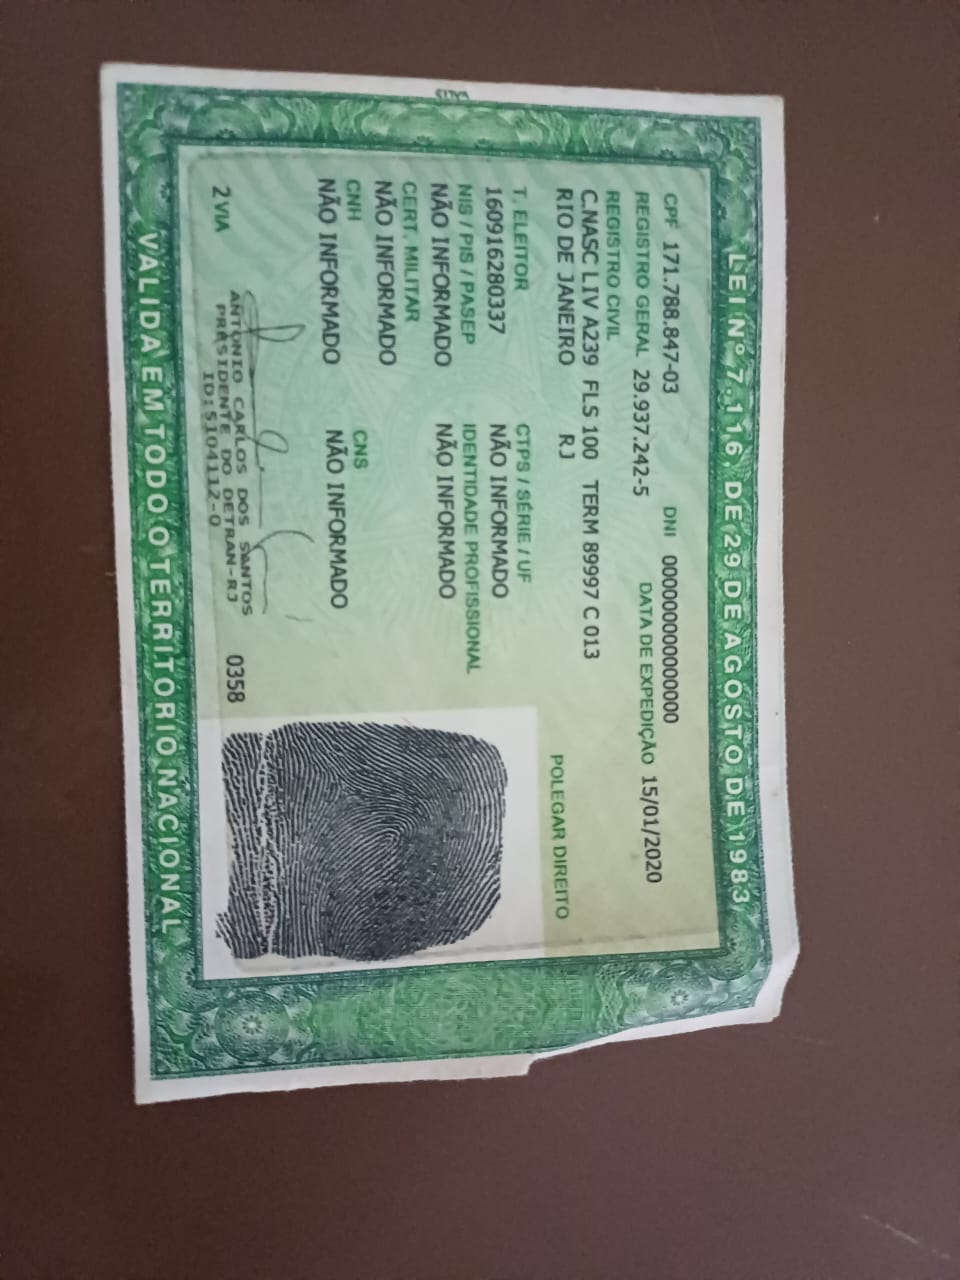 LEI Nº 7.116, DE 29 DE AGOSTO DE 1983
CPF 171.788.847-03 DNI 0000000000000000
REGISTRO GERAL 29.937.242-5 DATA DE EXPEDIÇÃO 15/01/2020
REGISTRO CIVIL
C.NASC LIV A239 FLS 100 TERM 89997 C 013
RIO DE JANEIRO RJ
POLEGAR DIREITO
T. ELEITOR CTPS / SÉRIE / UF
160916280337 NÃO INFORMADO
NIS / PIS / PASEP IDENTIDADE PROFISSIONAL
NÃO INFORMADO NÃO INFORMADO
CERT. MILITAR
NÃO INFORMADO
CNH CNS
NÃO INFORMADO NÃO INFORMADO
2 VIA 0358
ANTONIO CARLOS DOS SANTOS
PRESIDENTE DO DETRAN-RJ
ID:5104112-0
VÁLIDA EM TODO O TERRITÓRIO NACIONAL